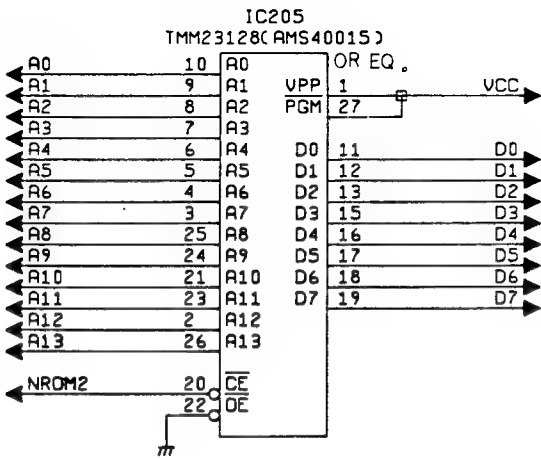 IC205
TMM23128(AMS40015)
OR EQ.
A0 10 A0
A1 9 A1 VPP 1 VCC
A2 8 A2 PGM 27
A3 7 A3
A4 6 A4 D0 11 D0
A5 5 A5 D1 12 D1
A6 4 A6 D2 13 D2
A7 3 A7 D3 15 D3
A8 25 A8 D4 16 D4
A9 24 A9 D5 17 D5
A10 21 A10 D6 18 D6
A11 23 A11 D7 19 D7
A12 2 A12
A13 26 A13
NROM2 20 CE
22 OE